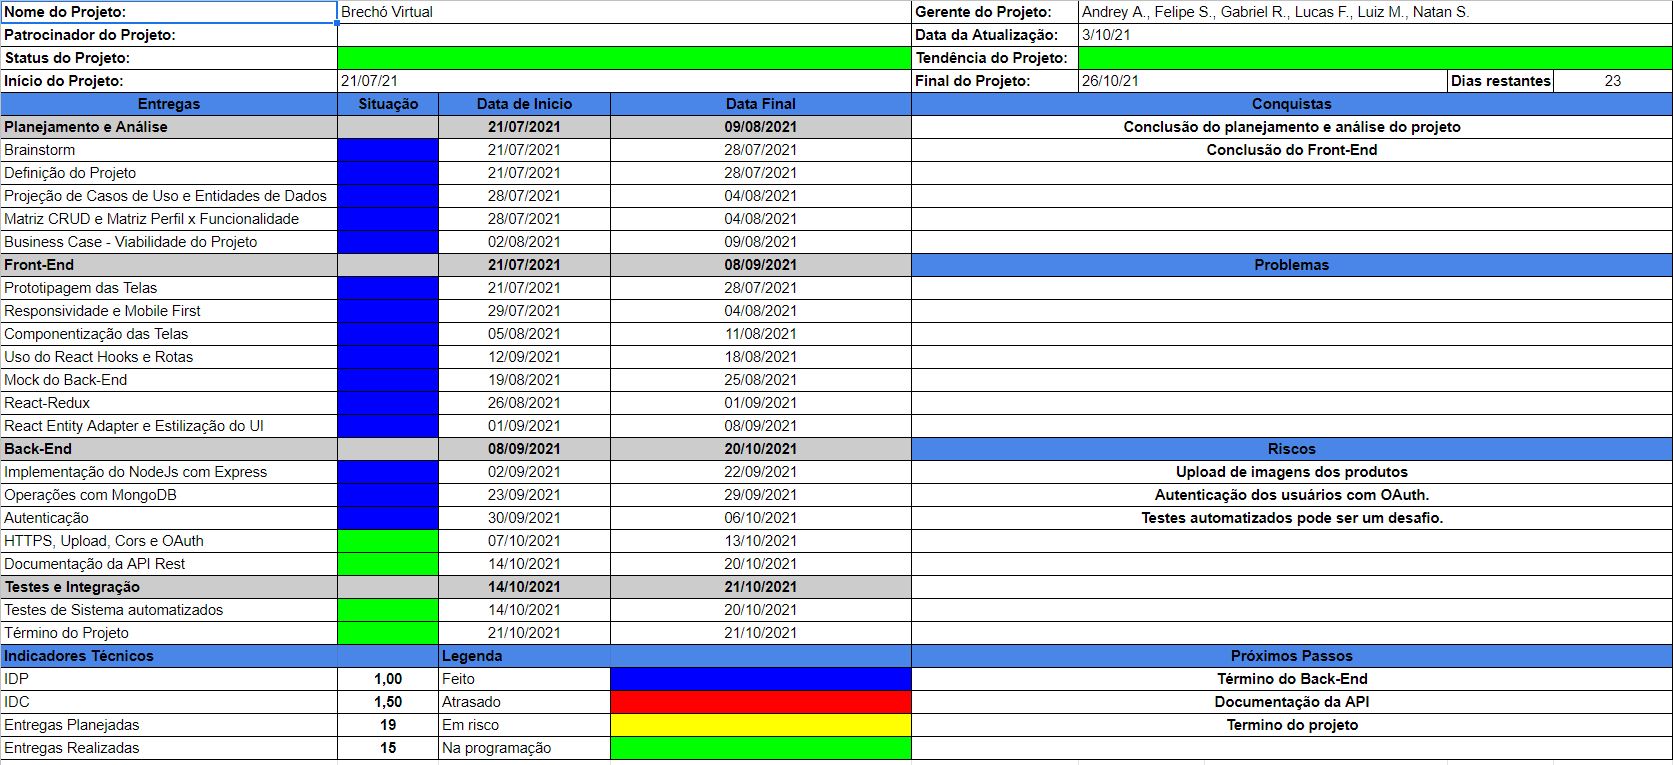 Nome do Projeto: Brechó Virtual Gerente do Projeto: Andrey A., Felipe S., Gabriel R., Lucas F., Luiz M., Natan S.
Patrocinador do Projeto: Data da Atualização: 3/10/21
Status do Projeto: Tendência do Projeto:
Início do Projeto: 21/07/21 Final do Projeto: 26/10/21 Dias restantes 23
Entregas Situação Data de Inicio Data Final Conquistas
Planejamento e Análise 21/07/2021 09/08/2021 Conclusão do planejamento e análise do projeto
Brainstorm 21/07/2021 28/07/2021 Conclusão do Front-End
Definição do Projeto 21/07/2021 28/07/2021
Projeção de Casos de Uso e Entidades de Dados 28/07/2021 04/08/2021
Matriz CRUD e Matriz Perfil x Funcionalidade 28/07/2021 04/08/2021
Business Case - Viabilidade do Projeto 02/08/2021 09/08/2021
Front-End 21/07/2021 08/09/2021 Problemas
Prototipagem das Telas 21/07/2021 28/07/2021
Responsividade e Mobile First 29/07/2021 04/08/2021
Componentização das Telas 05/08/2021 11/08/2021
Uso do React Hooks e Rotas 12/09/2021 18/08/2021
Mock do Back-End 19/08/2021 25/08/2021
React-Redux 26/08/2021 01/09/2021
React Entity Adapter e Estilização do UI 01/09/2021 08/09/2021
Back-End 08/09/2021 20/10/2021 Riscos
Implementação do NodeJs com Express 02/09/2021 22/09/2021 Upload de imagens dos produtos
Operações com MongoDB 23/09/2021 29/09/2021 Autenticação dos usuários com OAuth.
Autenticação 30/09/2021 06/10/2021 Testes automatizados pode ser um desafio.
HTTPS, Upload, Cors e OAuth 07/10/2021 13/10/2021
Documentação da API Rest 14/10/2021 20/10/2021
Testes e Integração 14/10/2021 21/10/2021
Testes de Sistema automatizados 14/10/2021 20/10/2021
Término do Projeto 21/10/2021 21/10/2021
Indicadores Técnicos Legenda Próximos Passos
IDP 1,00 Feito Término do Back-End
IDC 1,50 Atrasado Documentação da API
Entregas Planejadas 19 Em risco Termino do projeto
Entregas Realizadas 15 Na programação